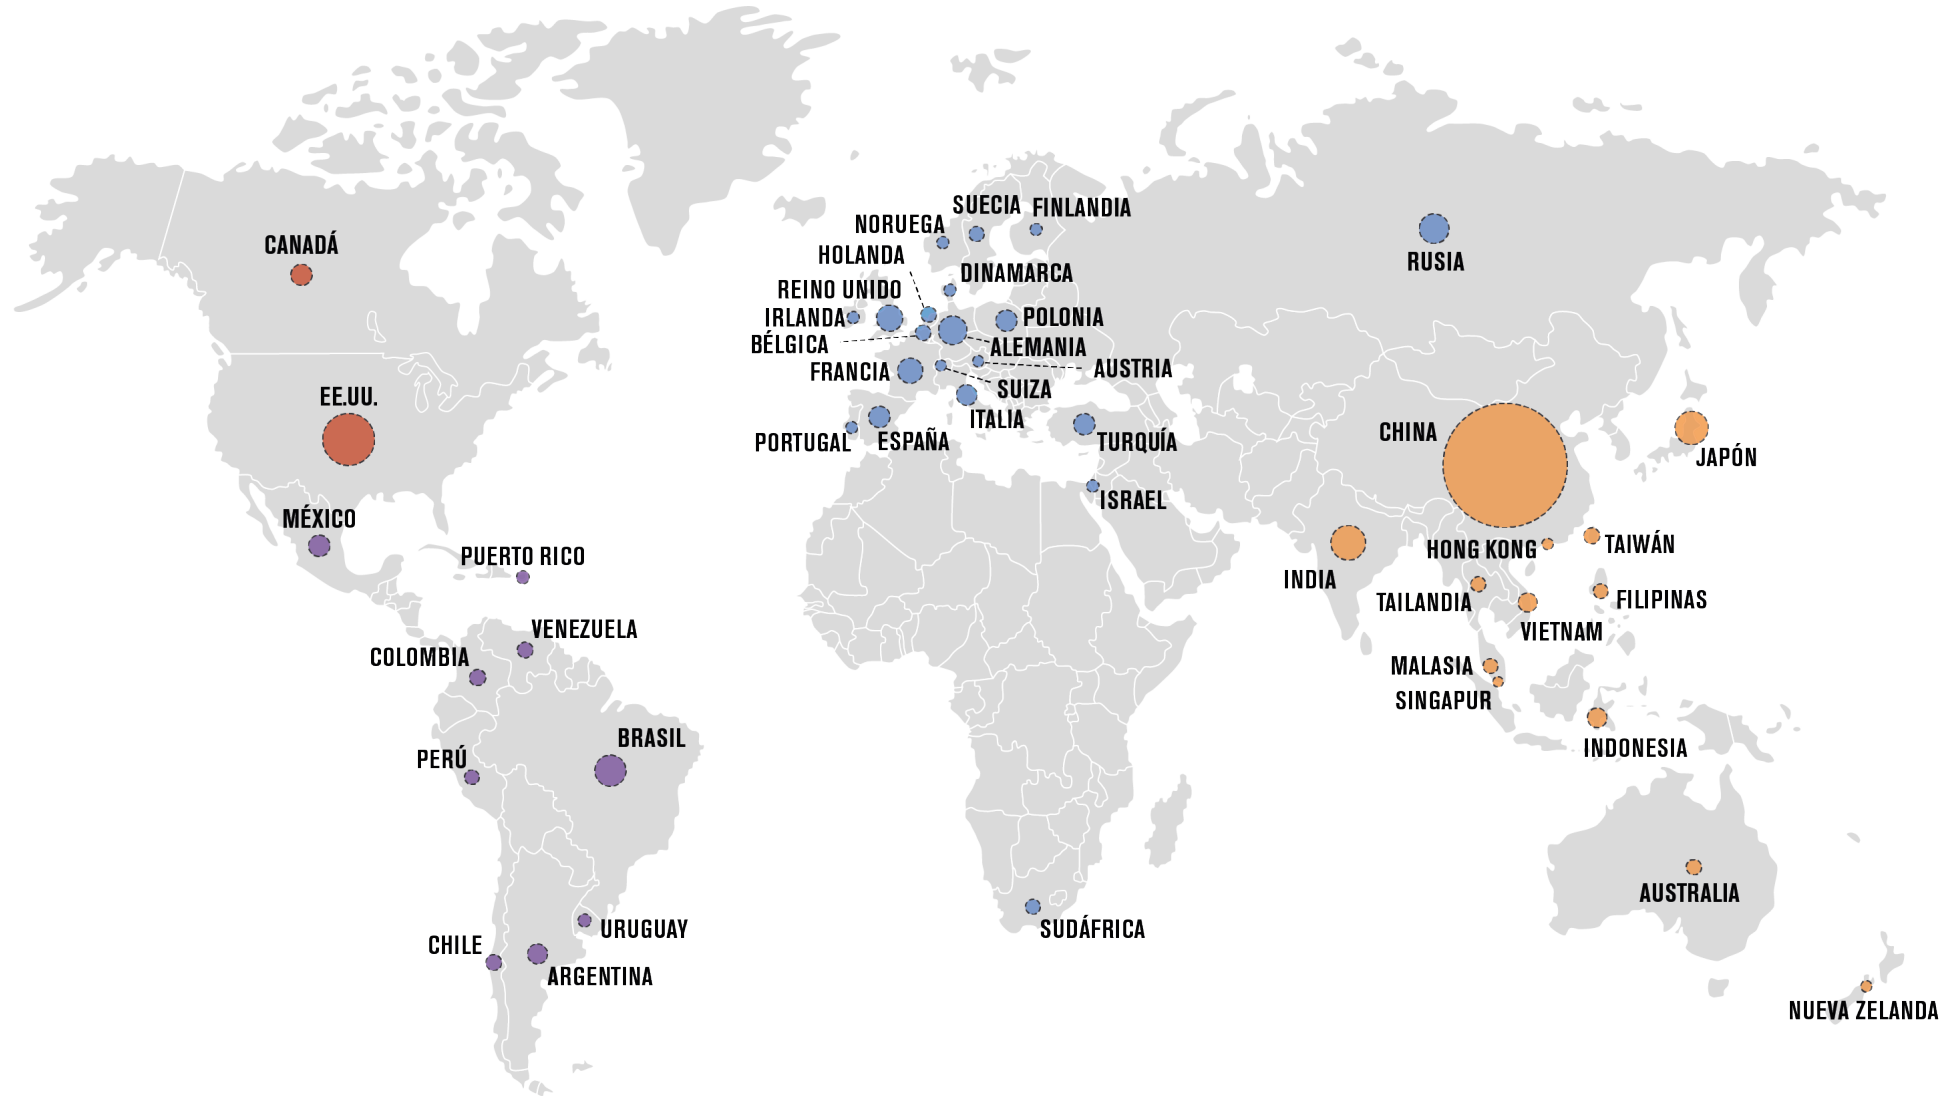 SUECIA
FINLANDIA
NORUEGA
HOLANDA
CANADÁ
RUSIA
DINAMARCA
REINO UNIDO
IRLANDA
POLONIA
BÉLGICA
ALEMANIA
FRANCIA
AUSTRIA
SUIZA
EE.UU.
ITALIA
CHINA
PORTUGAL
ESPAÑA
TURQUÍA
JAPÓN
ISRAEL
MÉXICO
PUERTO RICO
HONG KONG
TAIWÁN
INDIA
TAILANDIA
FILIPINAS
VENEZUELA
VIETNAM
COLOMBIA
MALASIA
SINGAPUR
BRASIL
INDONESIA
PERÚ
AUSTRALIA
URUGUAY
SUDÁFRICA
CHILE
ARGENTINA
NUEVA ZELANDA